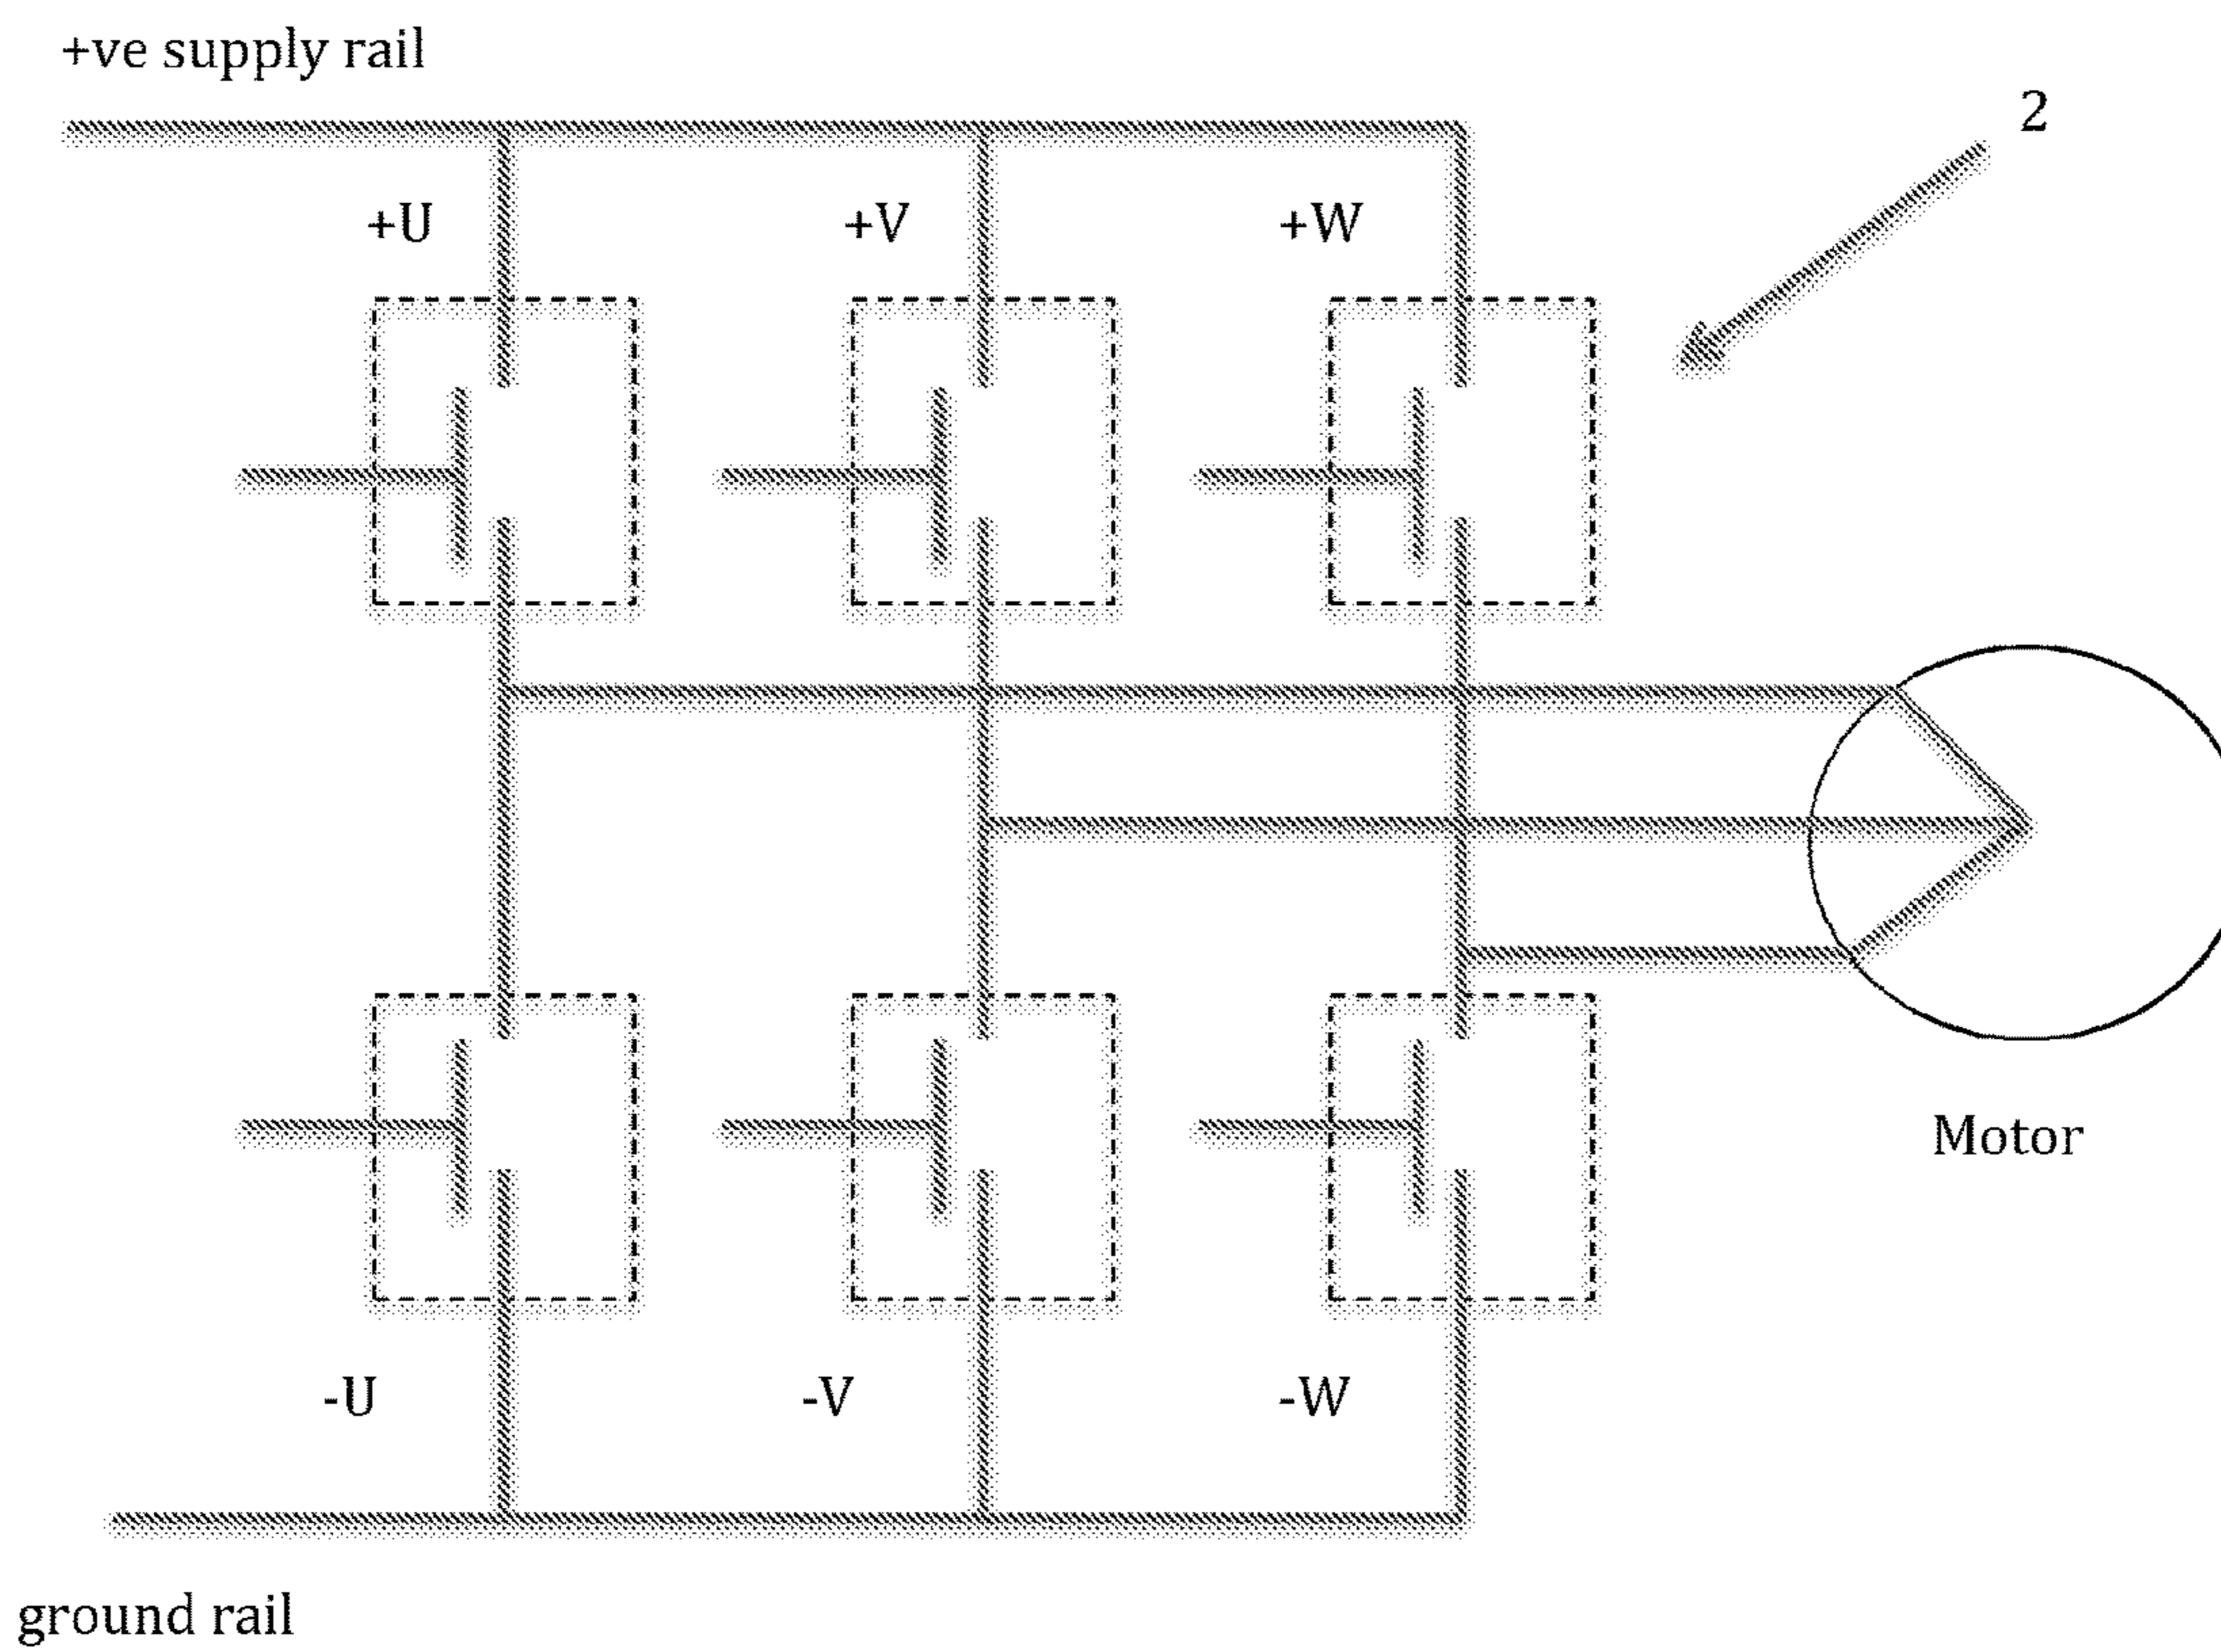 +ve supply rail
2
+U
+V
+W
Motor
-U
-V
-W
ground rail